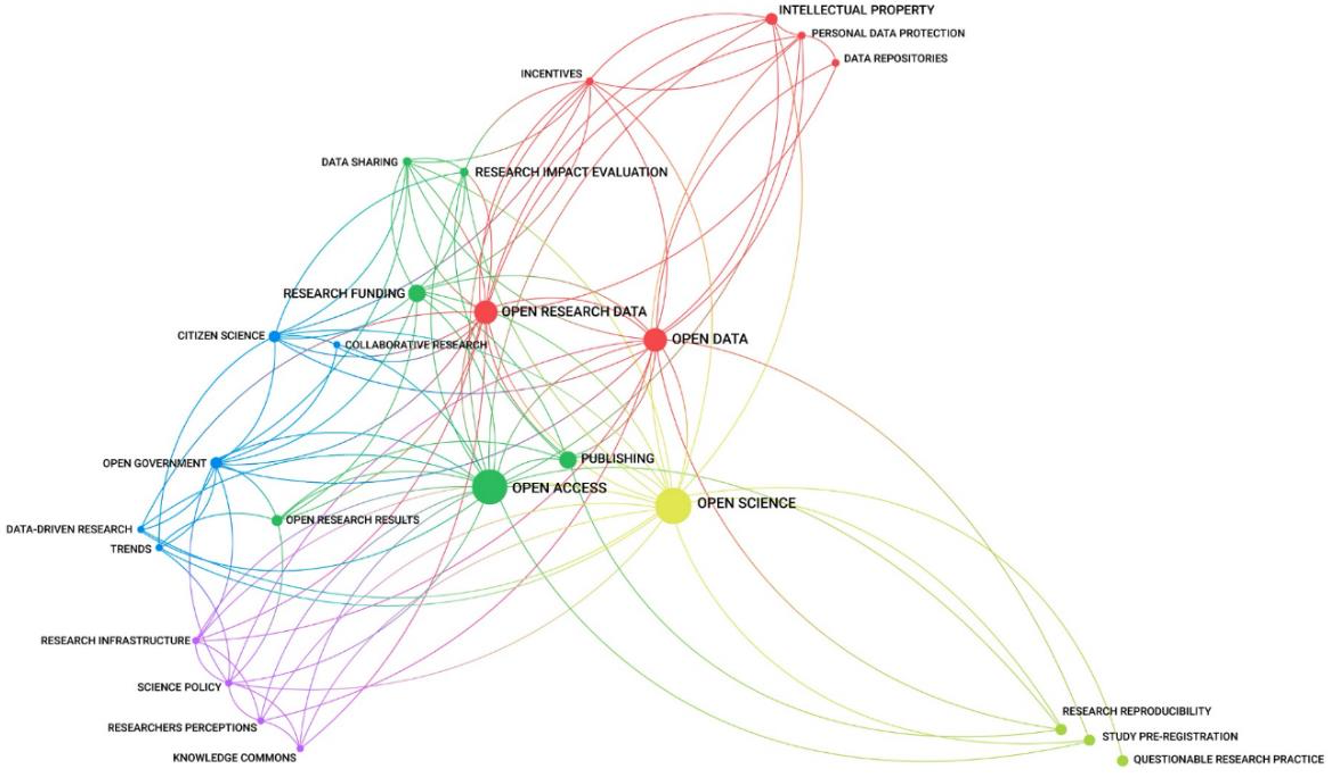 INTELLECTUAL PROPERTY
PERSONAL DATA PROTECTION
DATA REPOSITORIES
INCENTIVES
DATA SHARING
RESEARCH IMPACT EVALUATION
RESEARCH FUNDING
OPEN RESEARCH DATA
CITIZEN SCIENCE
COLLABORATIVE RESEARCH
OPEN DATA
OPEN GOVERNMENT
PUBLISHING
OPEN ACCESS
OPEN SCIENCE
DATA-DRIVEN RESEARCH
OPEN RESEARCH RESULTS
TRENDS
RESEARCH INFRASTRUCTURE
SCIENCE POLICY
RESEARCHERS PERCEPTIONS
KNOWLEDGE COMMONS
RESEARCH REPRODUCIBILITY
STUDY PRE-REGISTRATION
QUESTIONABLE RESEARCH PRACTICE